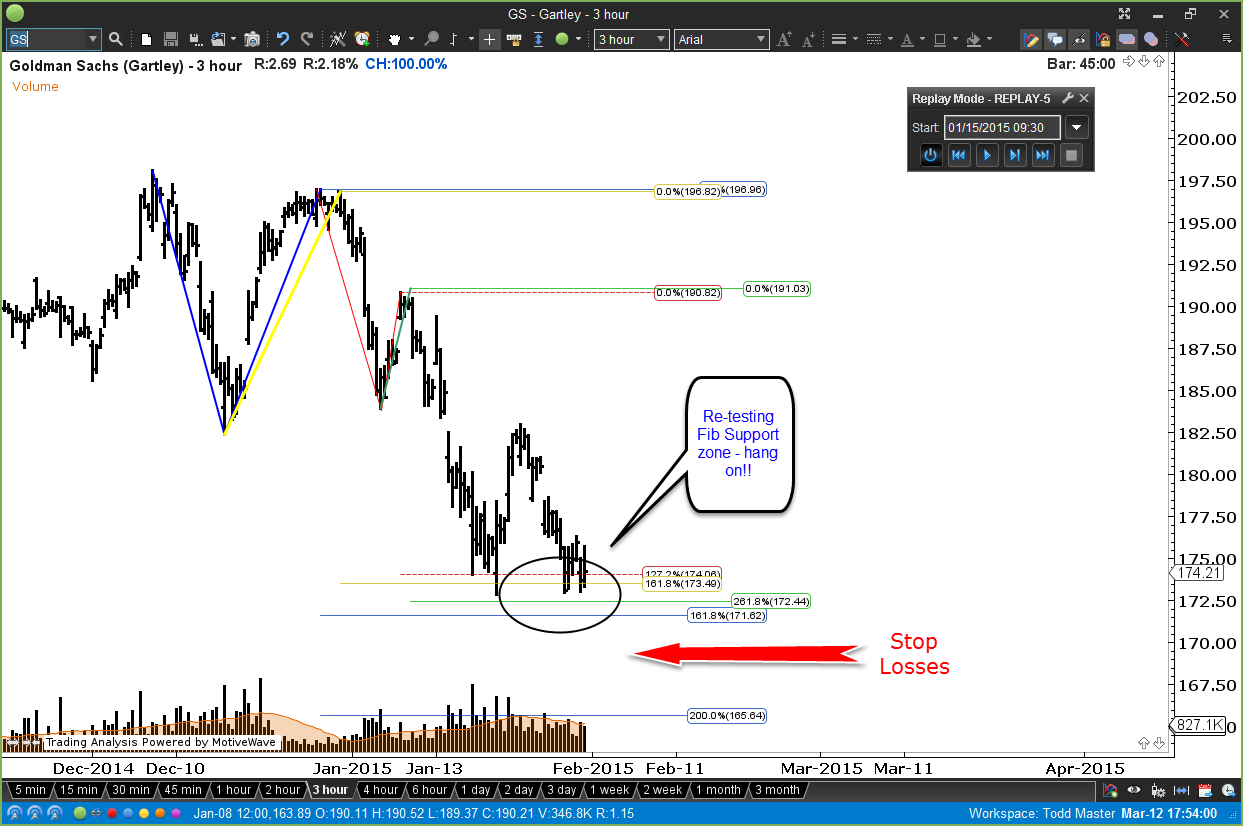 GS - Gartley - 3 hour
GS
3 hour
Arial
Goldman Sachs (Gartley) - 3 hour R:2.69 R:2.18% CH:100.00%
Bar: 45:00
Volume
Replay Mode - REPLAY-5
Start: 01/15/2015 09:30
202.50
200.00
197.50
195.00
192.50
190.00
187.50
185.00
182.50
180.00
177.50
175.00
174.21
172.50
170.00
167.50
827.1K
0.0%(196.82)
%(196.96)
0.0%(190.82)
0.0%(191.03)
Re-testing
Fib Support
zone - hang
on!!
127.2%(174.06)
161.8%(173.49)
261.8%(172.44)
161.8%(171.62)
Stop
Losses
200.0%(165.64)
Trading Analysis Powered by MotiveWave
Dec-2014 Dec-10 Jan-2015 Jan-13 Feb-2015 Feb-11 Mar-2015 Mar-11 Apr-2015
5 min 15 min 30 min 45 min 1 hour 2 hour 3 hour 4 hour 6 hour 1 day 2 day 3 day 1 week 2 week 1 month 3 month
Jan-08 12:00,163.89 O:190.11 H:190.52 L:189.37 C:190.21 V:346.8K R:1.15
Workspace: Todd Master Mar-12 17:54:00